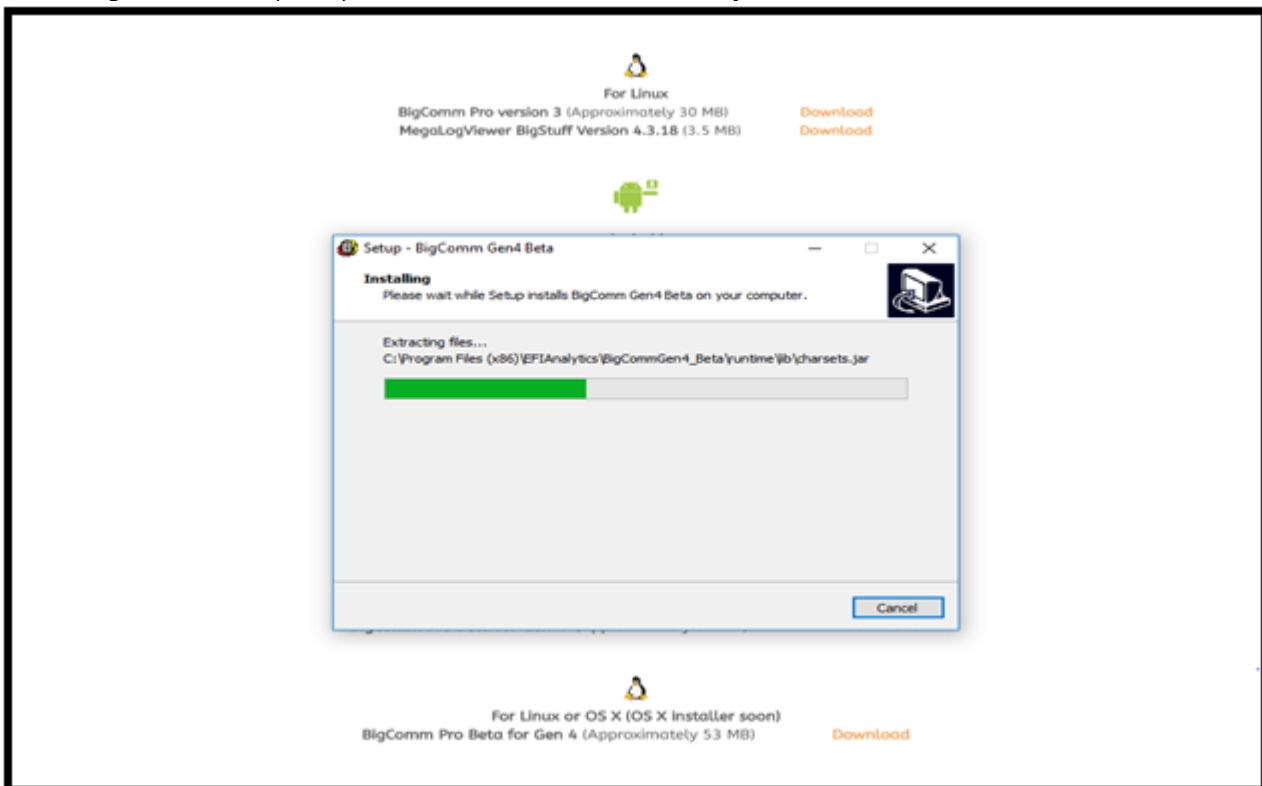 For Linux
BigComm Pro version 3 (Approximately 30 MB) Download
MegaLogViewer BigStuff Version 4.3.18 (3.5 MB) Download
Setup - BigComm Gen4 Beta
Installing
Please wait while Setup installs BigComm Gen4 Beta on your computer.
Extracting files...
C:\Program Files (x86)\EFIAnalytics\BigCommGen4_Beta\runtime\lib\charsets.jar
Cancel
For Linux or OS X (OS X installer soon)
BigComm Pro Beta for Gen 4 (Approximately 53 MB) Download